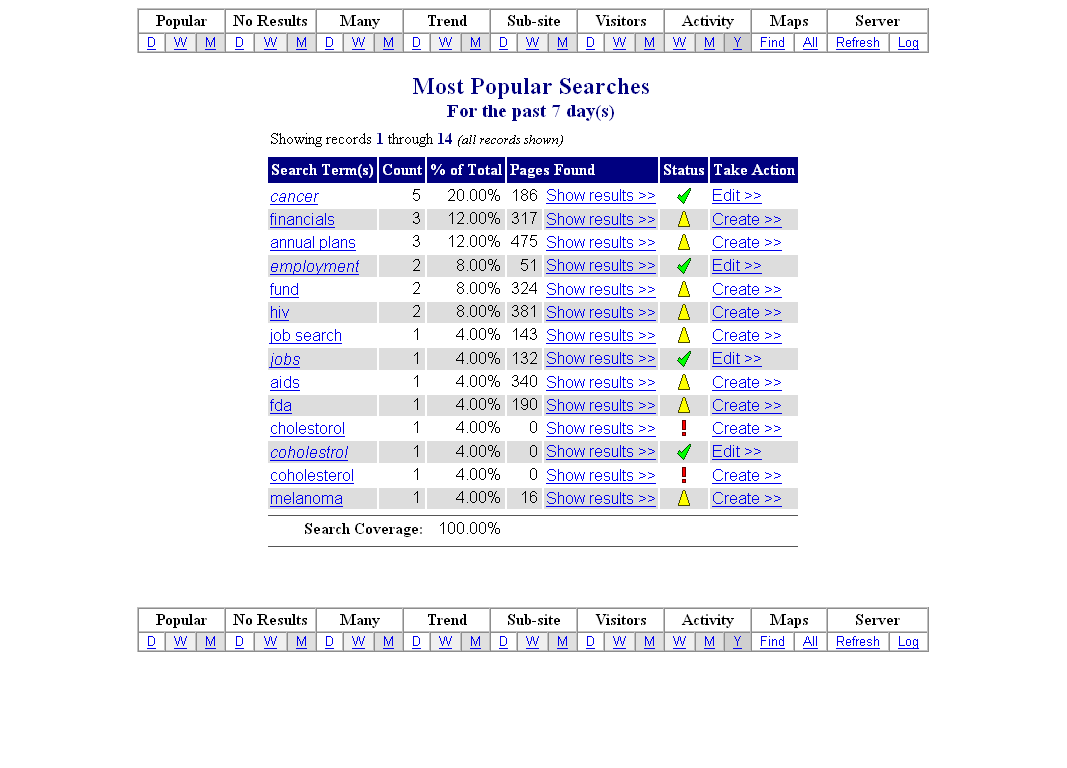 Popular No Results Many Trend Sub-site Visitors Activity Maps Server
D W M D W M D W M D W M D W M D W M W M Y Find All Refresh Log
Most Popular Searches
For the past 7 day(s)
Showing records 1 through 14 (all records shown)
Search Term(s) Count % of Total Pages Found Status Take Action
cancer 5 20.00% 186 Show results >> Edit >>
financials 3 12.00% 317 Show results >> Create >>
annual plans 3 12.00% 475 Show results >> Create >>
employment 2 8.00% 51 Show results >> Edit >>
fund 2 8.00% 324 Show results >> Create >>
hiv 2 8.00% 381 Show results >> Create >>
job search 1 4.00% 143 Show results >> Create >>
jobs 1 4.00% 132 Show results >> Edit >>
aids 1 4.00% 340 Show results >> Create >>
fda 1 4.00% 190 Show results >> Create >>
cholestorol 1 4.00% 0 Show results >> ! Create >>
coholestrol 1 4.00% 0 Show results >> Edit >>
coholesterol 1 4.00% 0 Show results >> ! Create >>
melanoma 1 4.00% 16 Show results >> Create >>
Search Coverage: 100.00%
Popular No Results Many Trend Sub-site Visitors Activity Maps Server
D W M D W M D W M D W M D W M D W M W M Y Find All Refresh Log